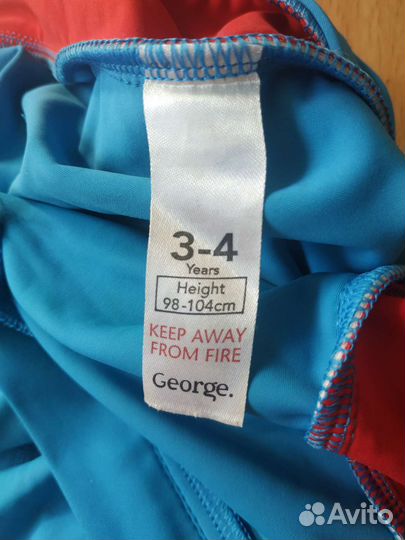 3-4
Years
Height
98-104cm
KEEP AWAY
FROM FIRE
George.
Avito